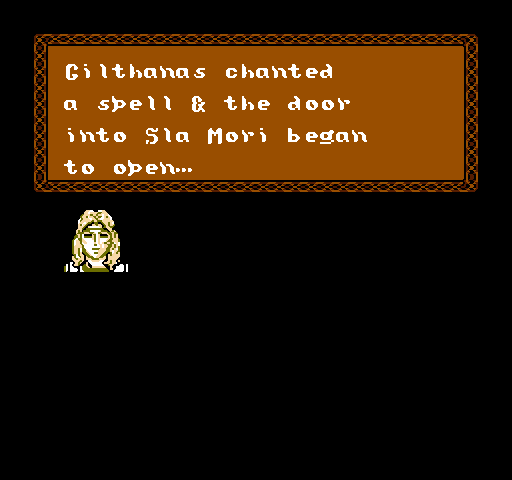 Gilthanas chanted
a spell & the door
into Sla Mori began
to open…